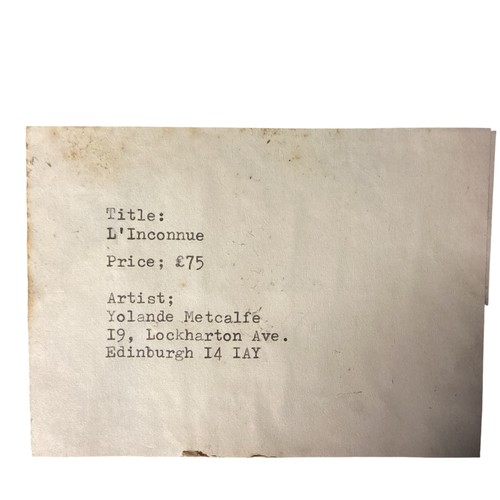 Title:
L'Inconnue
Price; £75
Artist;
Yolande Metcalfe
I9, Lockharton Ave.
Edinburgh I4 IAY